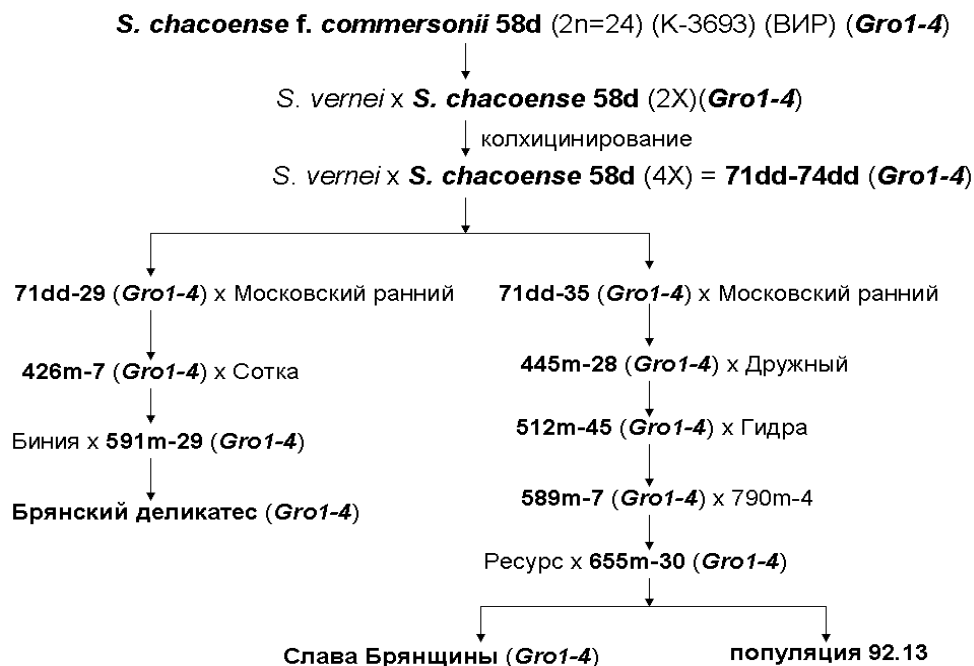 S. chacoense f. commersonii 58d (2n=24) (K-3693) (ВИР) (Gro1-4)
S. vernei x S. chacoense 58d (2X)(Gro1-4)
колхицинирование
S. vernei x S. chacoense 58d (4X) = 71dd-74dd (Gro1-4)
71dd-29 (Gro1-4) x Московский ранний
426m-7 (Gro1-4) x Сотка
Биния x 591m-29 (Gro1-4)
Брянский деликатес (Gro1-4)
71dd-35 (Gro1-4) x Московский ранний
445m-28 (Gro1-4) x Дружный
512m-45 (Gro1-4) x Гидра
589m-7 (Gro1-4) x 790m-4
Ресурс x 655m-30 (Gro1-4)
Слава Брянщины (Gro1-4)
популяция 92.13